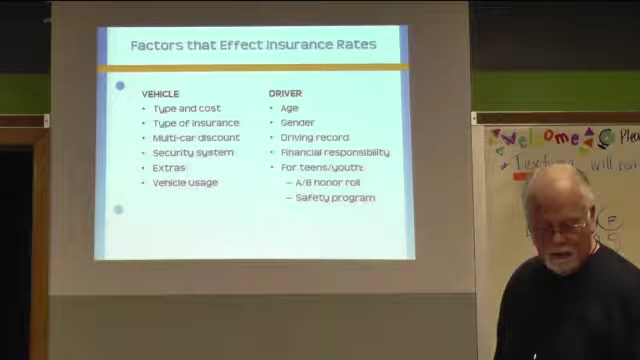 Factors that Effect Insurance Rates
VEHICLE
• Type and cost
• Type of insurance
• Multi-car discount
• Security system
• Extras
• Vehicle usage
DRIVER
• Age
• Gender
• Driving record
• Financial responsibility
• For teens/youth:
– A/B honor roll
– Safety program
Welcome
will